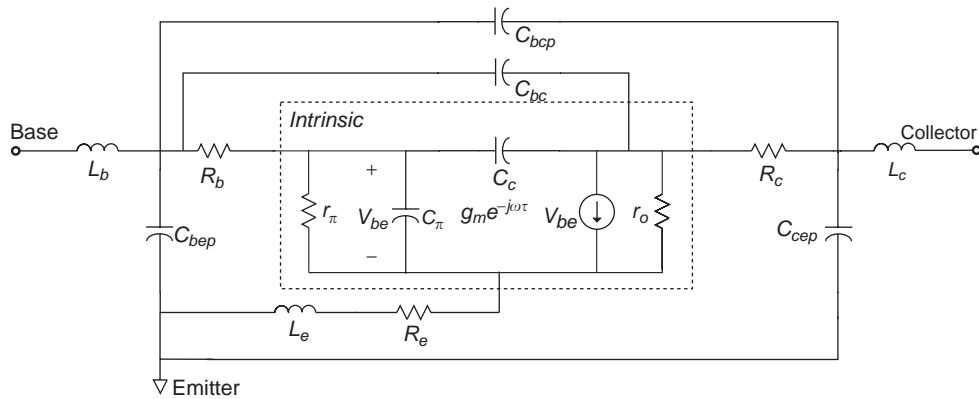 C_bcp
C_bc
Intrinsic
Base
Collector
L_b
R_b
C_c
R_c
L_c
+
r_π
V_be
C_π
g_m e^{−jωτ}
V_be
r_o
C_bep
C_cep
−
L_e
R_e
Emitter